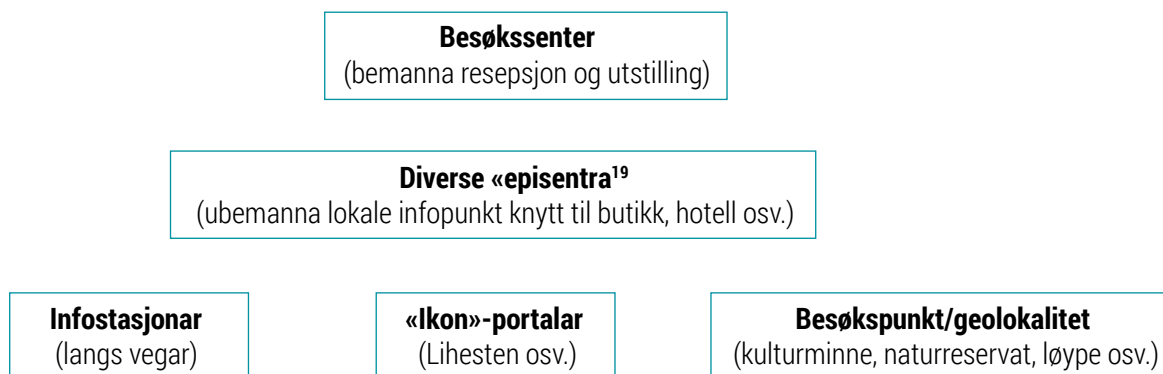 Besøkssenter
(bemanna resepsjon og utstilling)
Diverse «episentra¹⁹
(ubemanna lokale infopunkt knytt til butikk, hotell osv.)
Infostasjonar
(langs vegar)
«Ikon»-portalar
(Lihesten osv.)
Besøkspunkt/geolokalitet
(kulturminne, naturreservat, løype osv.)